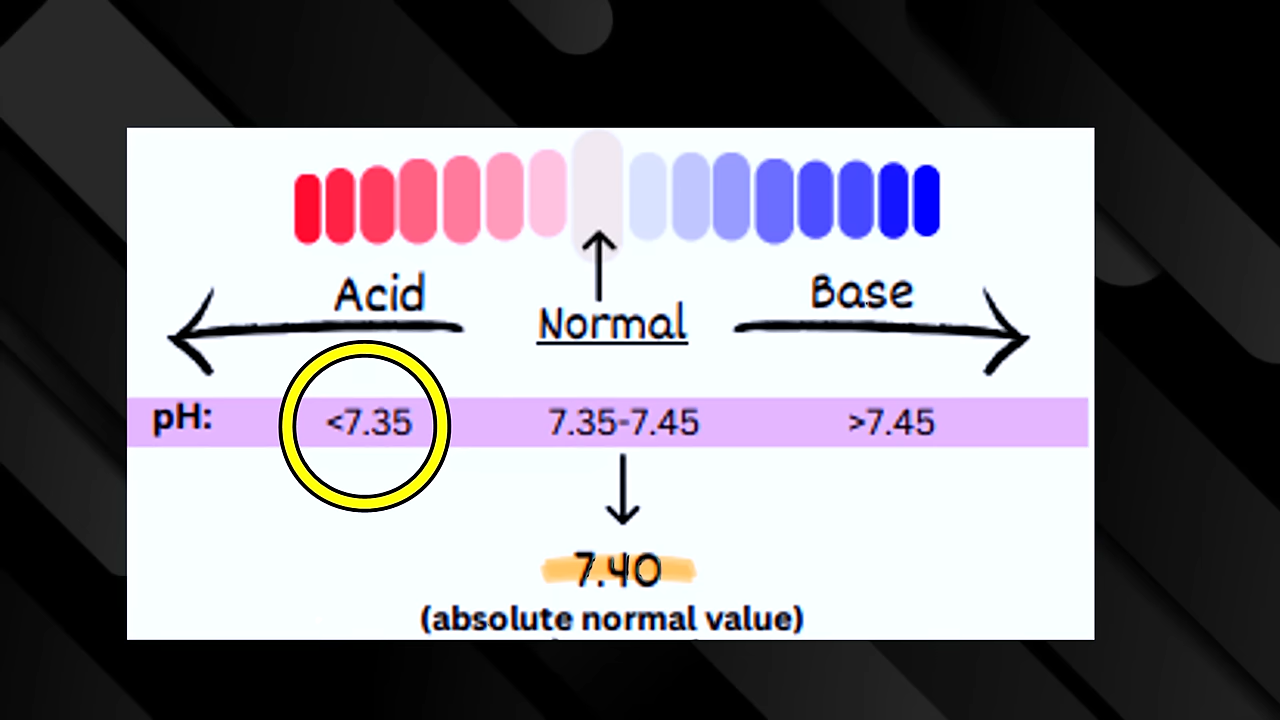 Acid
Base
Normal
pH: <7.35 7.35-7.45 >7.45
7.40
(absolute normal value)